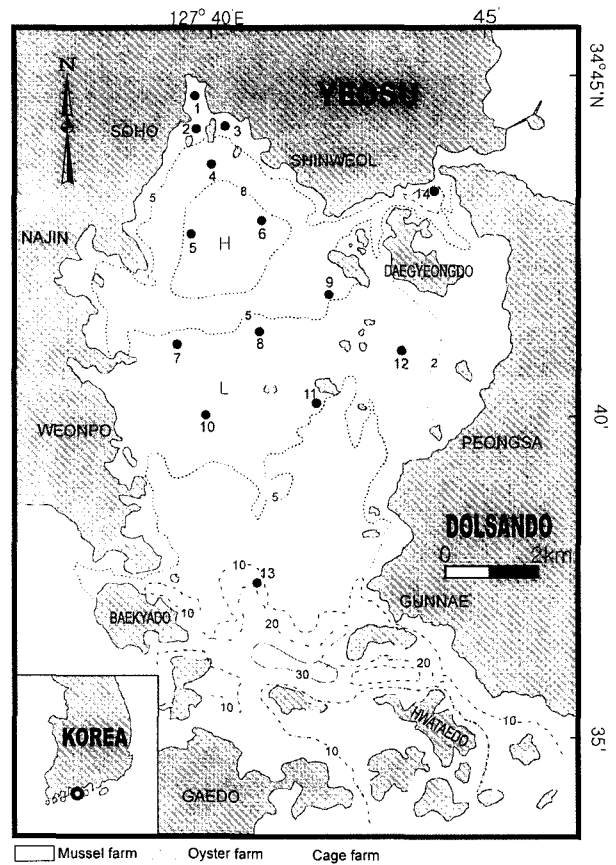 127° 40'
45'
34°45'N
N
YEOSU
1
SOHO
2
3
SHINWEOL
4
5
8
14
NAJIN
5
H
6
DAEGYEONGDO
9
5
7
8
12
2
L
11
WEONPO
10
40'
PEONGSA
5
DOLSANDO
0
2km
10
13
GUNNAE
BAEKYADO
10
20
30
20
10
HWATAEDO
10
KOREA
10
35'
GAEDO
Mussel farm
Oyster farm
Cage farm